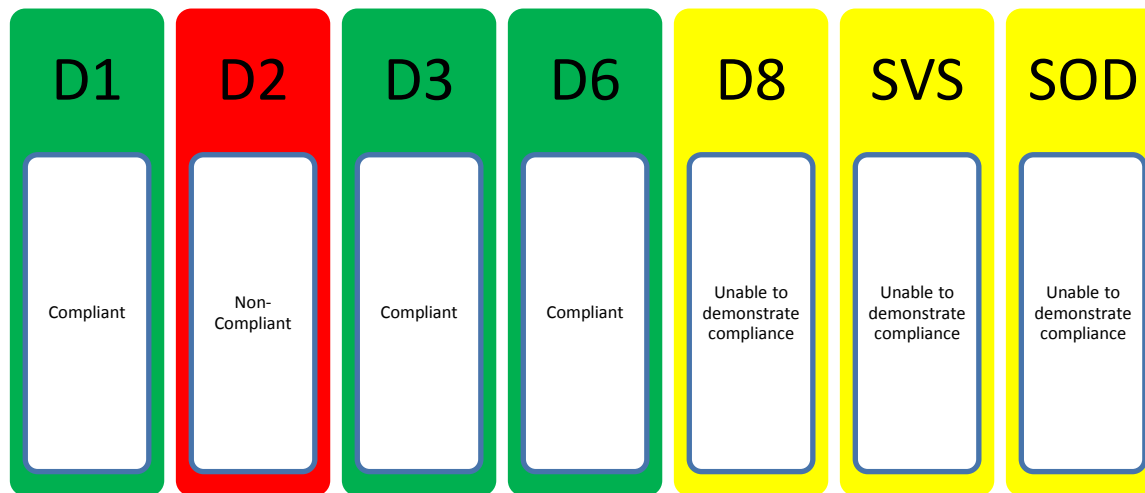 D1
D2
D3
D6
D8
SVS
SOD
Compliant
Non-
Compliant
Compliant
Compliant
Unable to
demonstrate
compliance
Unable to
demonstrate
compliance
Unable to
demonstrate
compliance